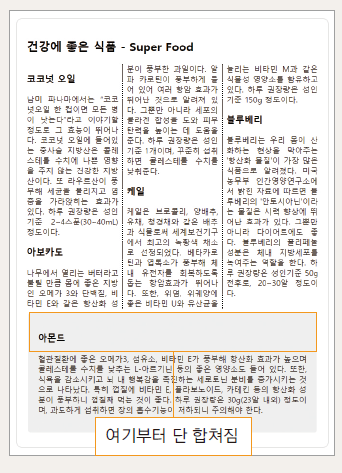 건강에 좋은 식품 - Super Food
코코넛 오일
남미 파나마에서는 "코코
넛오일 한 컵이면 모든 병
이 낫는다"라고 이야기할
정도로 그 효능이 뛰어나
다. 코코넛 오일에 들어있
는 중사슬 지방산은 콜레
스테롤 수치에 나쁜 영향
을 주지 않는 건강한 지방
산이다. 또 라우르산이 풍
부해 세균을 물리치고 염
증을 가라앉히는 효과가
있다. 하루 권장량은 성인
기준 2~4스푼(30~40mL)
정도이다.
아보카도
나무에서 열리는 버터라고
불릴 만큼 몸에 좋은 지방
인 오메가 3와 단백질, 비
타민 E와 같은 항산화 성
분이 풍부한 과일이다. 알
파 카로틴이 풍부하게 들
어 있어 여러 항암 효과가
뛰어난 것으로 알려져 있
다. 그뿐만 아니라 세포의
콜라겐 합성을 도와 피부
탄력을 높이는 데 도움을
준다. 하루 권장량은 성인
기준 1개이며, 꾸준히 섭취
하면 콜레스테롤 수치를
낮춰준다.
케일
케일은 브로콜리, 양배추,
유채, 청경채와 같은 배추
과 식물로써 세계보건기구
에서 최고의 녹황색 채소
로 선정되었다. 베타카로
틴과 엽록소가 풍부해 체
내 유전자를 회복하도록
돕는 항암효과가 뛰어나
다. 또한, 위염, 위궤양에
좋은 비타민 U와 유산균을
늘리는 비타민 M과 같은
식물성 영양소를 함유하고
있다. 하루 권장량은 성인
기준 150g 정도이다.
블루베리
블루베리는 우리 몸이 산
화하는 현상을 막아주는
'항산화 물질'이 가장 많은
식품으로 알려졌다. 미국
농무부 인간영양연구소에
서 밝힌 자료에 따르면 블
루베리의 '안토시아닌'이라
는 물질은 시력 향상에 뛰
어난 효과가 있다. 그뿐만
아니라 다이어트에도 좋
다. 블루베리의 폴리페놀
성분은 체내 지방세포를
녹여주는 역할을 한다. 하
루 권장량은 성인기준 50g
전후로, 20~30알 정도이
다.
아몬드
혈관질환에 좋은 오메가3, 섬유소, 비타민 E가 풍부해 항산화 효과가 높으며
콜레스테롤 수치를 낮추는 L-아르기닌 등의 영양소도 들어 있다. 또한,
식욕을 감소시키고 뇌 내 행복감을 촉진하는 세로토닌 분비를 증가시키는 것
으로 나타났다. 특히 껍질에 비타민 E, 플라보노이드, 카테킨 등의 항산화 성
분이 풍부하니 껍질째 먹는 것이 좋다. 하루 권장량은 30g(23알 내외) 정도이
며, 과도하게 섭취하면 장의 흡수기능이 저하되니 주의해야 한다.
여기부터 단 합쳐짐